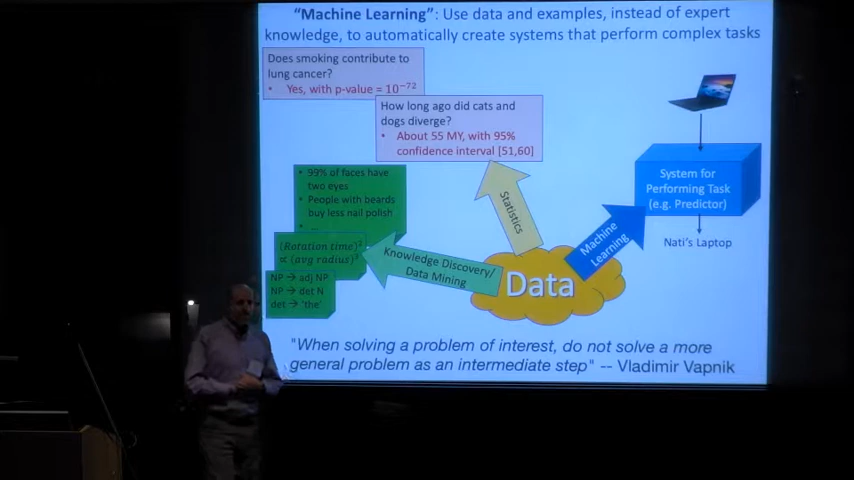 "Machine Learning": Use data and examples, instead of expert
knowledge, to automatically create systems that perform complex tasks
Does smoking contribute to
lung cancer?
• Yes, with p-value = 10⁻⁷²
How long ago did cats and
dogs diverge?
• About 55 MY, with 95%
confidence interval [51,60]
• 99% of faces have
two eyes
• People with beards
buy less nail polish
• ...
(Rotation time)²
∝ (avg radius)³
NP → adj NP
NP → det N
det → 'the'
Knowledge Discovery/
Data Mining
Statistics
Data
Machine
Learning
System for
Performing Task
(e.g. Predictor)
Nati's Laptop
"When solving a problem of interest, do not solve a more
general problem as an intermediate step" -- Vladimir Vapnik